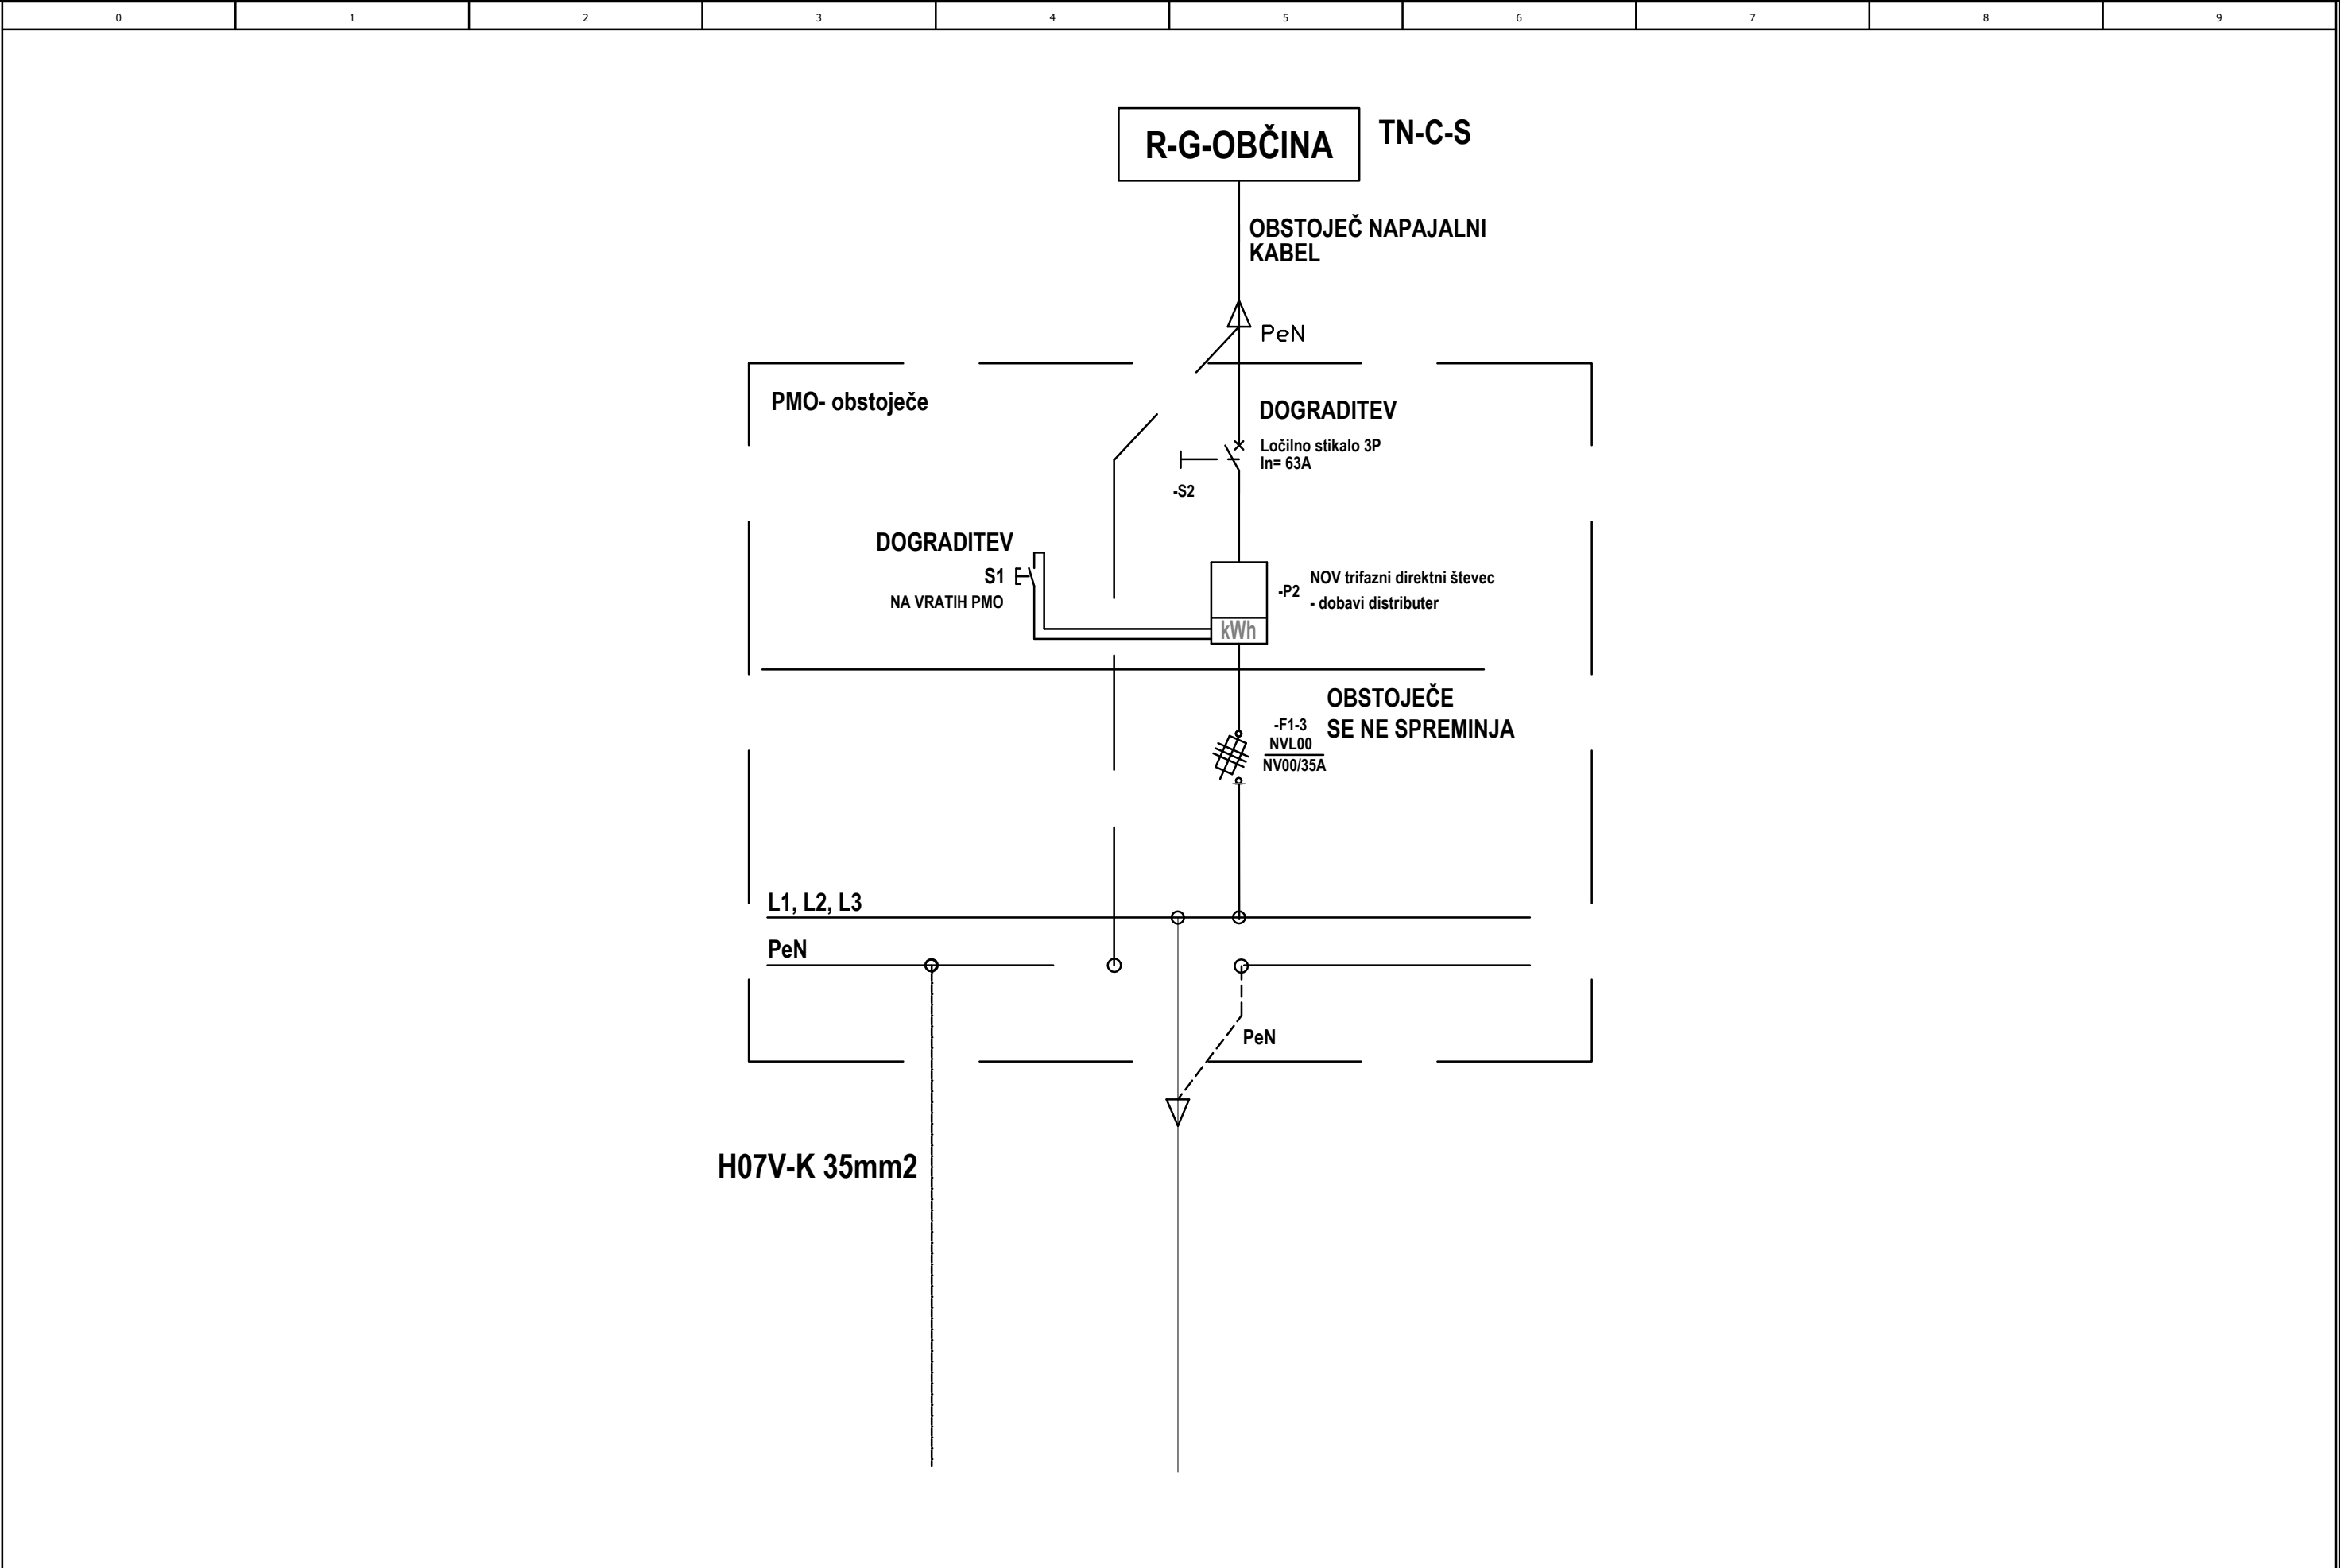 0 1 2 3 4 5 6 7 8 9
R-G-OBČINA
TN-C-S
OBSTOJEČ NAPAJALNI
KABEL
PeN
PMO- obstoječe
DOGRADITEV
Ločilno stikalo 3P
In= 63A
-S2
DOGRADITEV
S1
NA VRATIH PMO
-P2
NOV trifazni direktni števec
- dobavi distributer
kWh
OBSTOJEČE
SE NE SPREMINJA
-F1-3
NVL00
NV00/35A
L1, L2, L3
PeN
PeN
H07V-K 35mm2